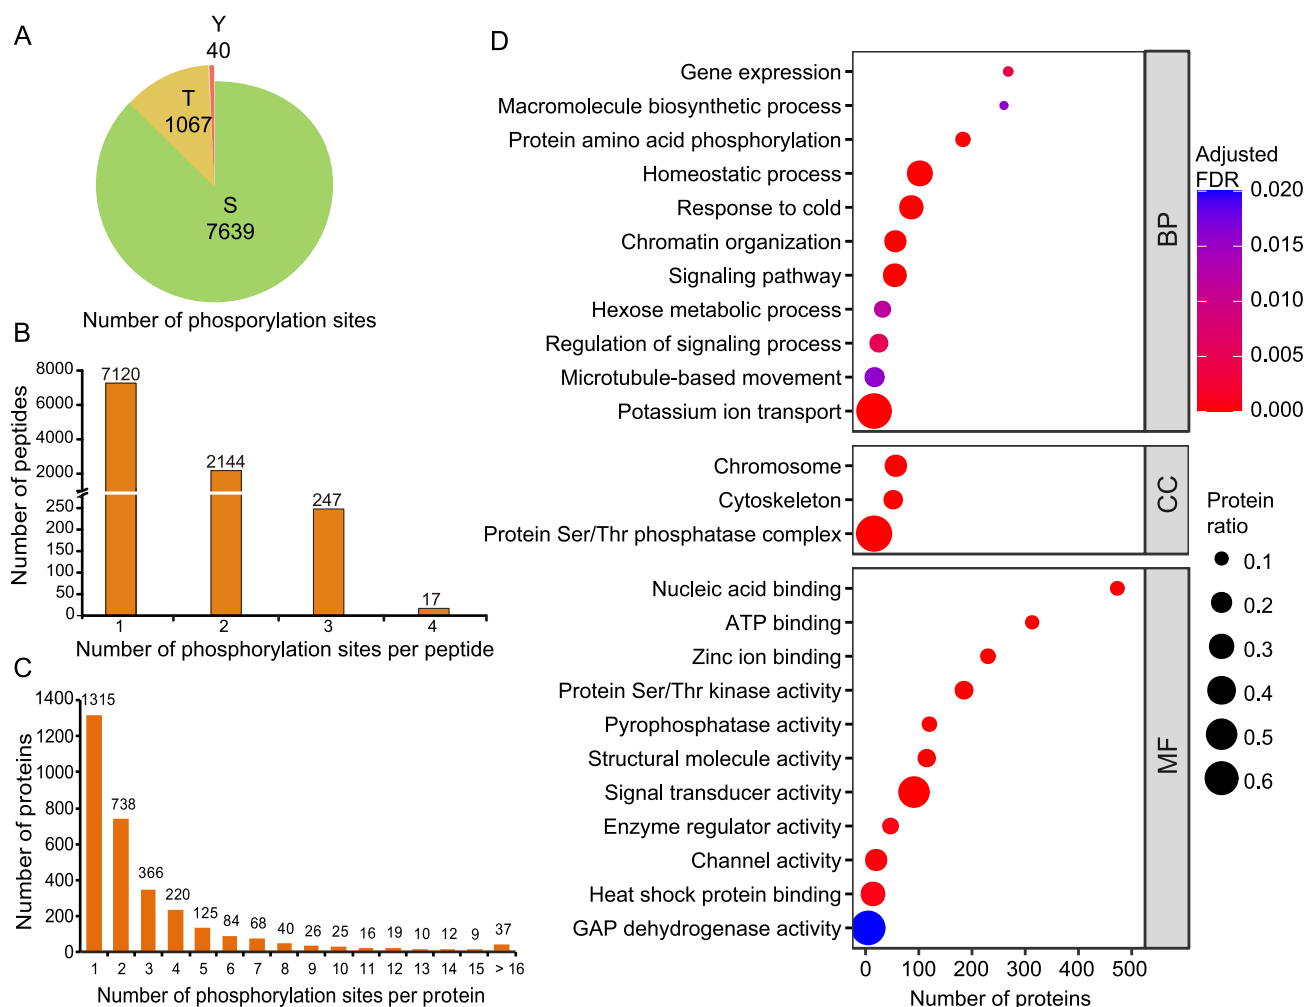 A
Y
40
T
1067
S
7639
Number of phosporylation sites
B
Number of peptides
8000
6000
4000
2000
250
200
150
100
50
0
7120
2144
247
17
1
2
3
4
Number of phosphorylation sites per peptide
C
Number of proteins
1400
1200
1000
800
600
400
200
0
1315
738
366
220
125
84
68
40
26
25
16
19
10
12
9
37
1 2 3 4 5 6 7 8 9 10 11 12 13 14 15 > 16
Number of phosphorylation sites per protein
D
Gene expression
Macromolecule biosynthetic process
Protein amino acid phosphorylation
Homeostatic process
Response to cold
Chromatin organization
Signaling pathway
Hexose metabolic process
Regulation of signaling process
Microtubule-based movement
Potassium ion transport
BP
Chromosome
Cytoskeleton
Protein Ser/Thr phosphatase complex
CC
Nucleic acid binding
ATP binding
Zinc ion binding
Protein Ser/Thr kinase activity
Pyrophosphatase activity
Structural molecule activity
Signal transducer activity
Enzyme regulator activity
Channel activity
Heat shock protein binding
GAP dehydrogenase activity
MF
0 100 200 300 400 500
Number of proteins
Adjusted
FDR
0.020
0.015
0.010
0.005
0.000
Protein
ratio
0.1
0.2
0.3
0.4
0.5
0.6